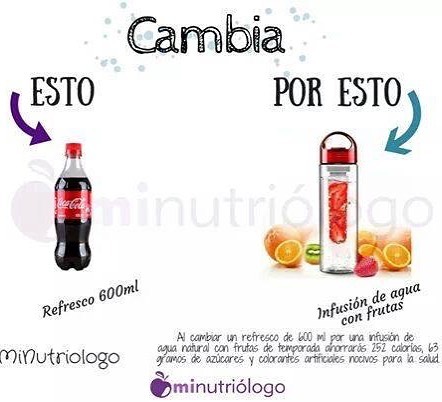 Cambia
ESTO
POR ESTO
Coca-Cola
minutriólogo
Refresco 600ml
Infusión de agua
con frutas
Al cambiar un refresco de 600 ml por una infusión de
agua natural con frutas de temporada ahorrarás 252 calorías, 63
gramos de azúcares y colorantes artificiales nocivos para la salud.
MiNutriologo
minutriólogo